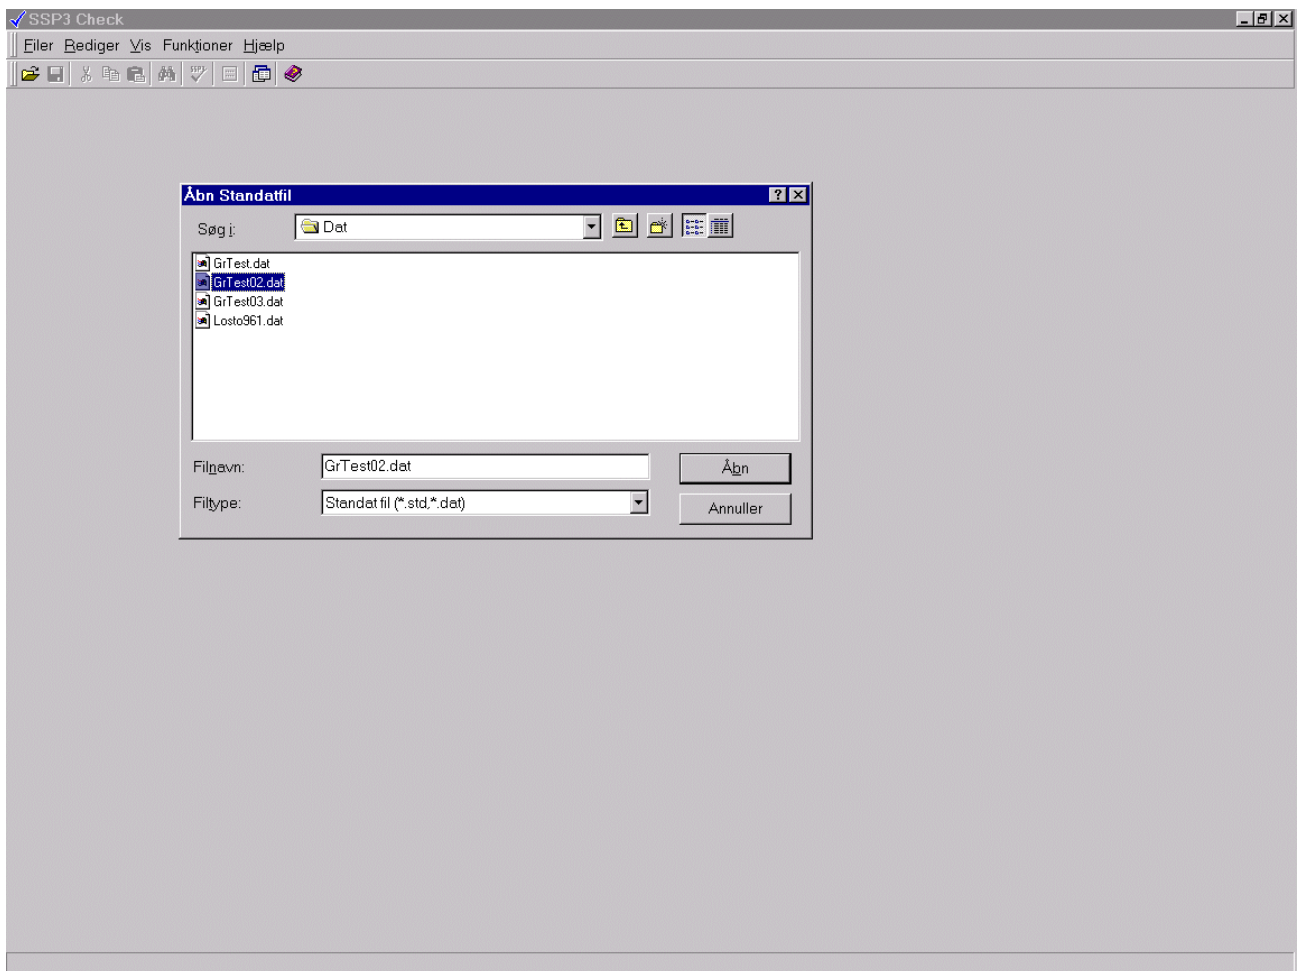 SSP3 Check
Filer Rediger Vis Funktioner Hjælp
Åbn Standatfil
Søg i:
Dat
GrTest.dat
GrTest02.dat
GrTest03.dat
Losto961.dat
Filnavn:
GrTest02.dat
Åbn
Filtype:
Standat fil (*.std,*.dat)
Annuller